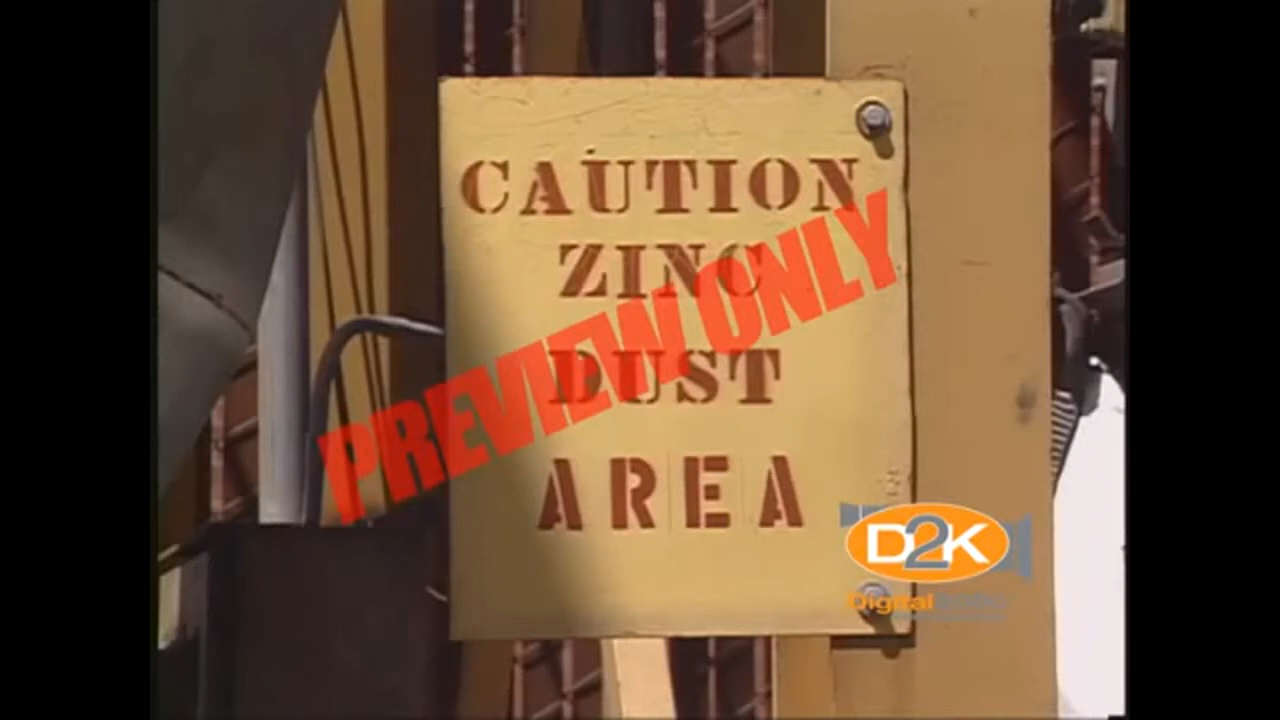 CAUTION
ZINC
DUST
AREA
PREVIEW ONLY
D2K
Digital